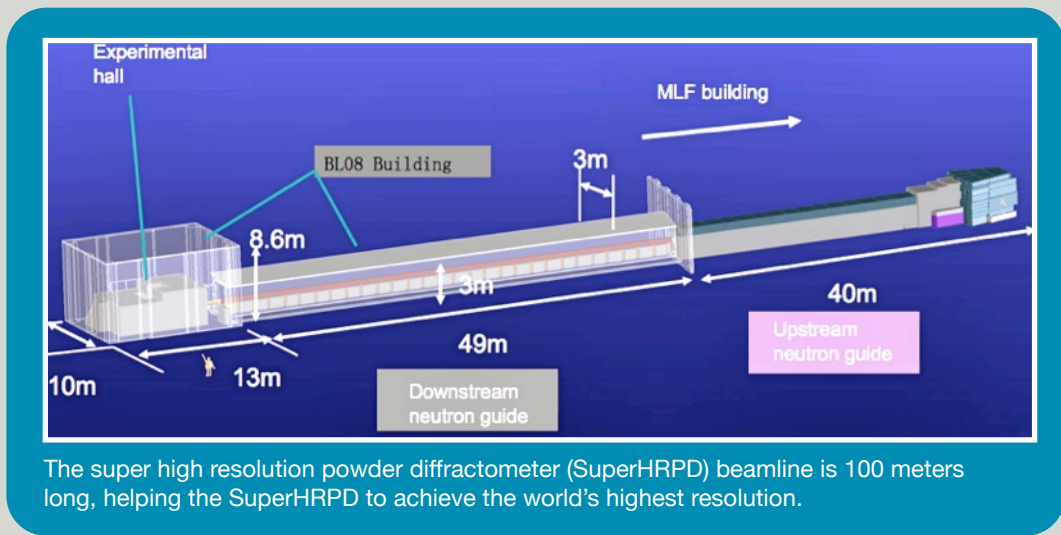 Experimental
hall
MLF building
BL08 Building
3m
8.6m
3m
40m
49m
Upstream
neutron guide
10m
13m
Downstream
neutron guide
The super high resolution powder diffractometer (SuperHRPD) beamline is 100 meters
long, helping the SuperHRPD to achieve the world’s highest resolution.